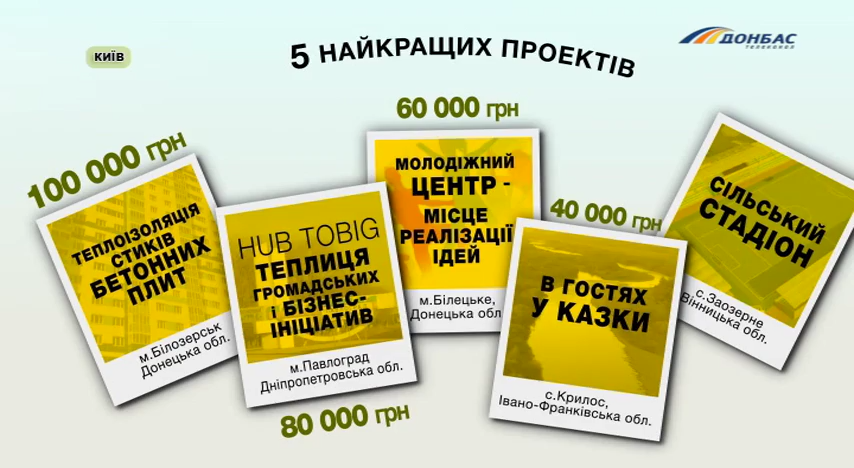 КИЇВ
5 НАЙКРАЩИХ ПРОЕКТІВ
ДОНБАС
ТЕЛЕКАНАЛ
100 000 грн
ТЕПЛОІЗОЛЯЦІЯ
СТИКІВ
БЕТОННИХ
ПЛИТ
м.Білозерськ
Донецька обл.
HUB TOBIG
ТЕПЛИЦЯ
ГРОМАДСЬКИХ
і БІЗНЕС-
ІНІЦІАТИВ
м.Павлоград
Дніпропетровська обл.
80 000 грн
60 000 грн
МОЛОДІЖНИЙ
ЦЕНТР -
МІСЦЕ
РЕАЛІЗАЦІЇ
ІДЕЙ
м.Білецьке,
Донецька обл
40 000 грн
В ГОСТЯХ
У КАЗКИ
с.Крилос,
Івано-Франківська обл.
СІЛЬСЬКИЙ
СТАДІОН
с.Заозерне
Вінницька обл.